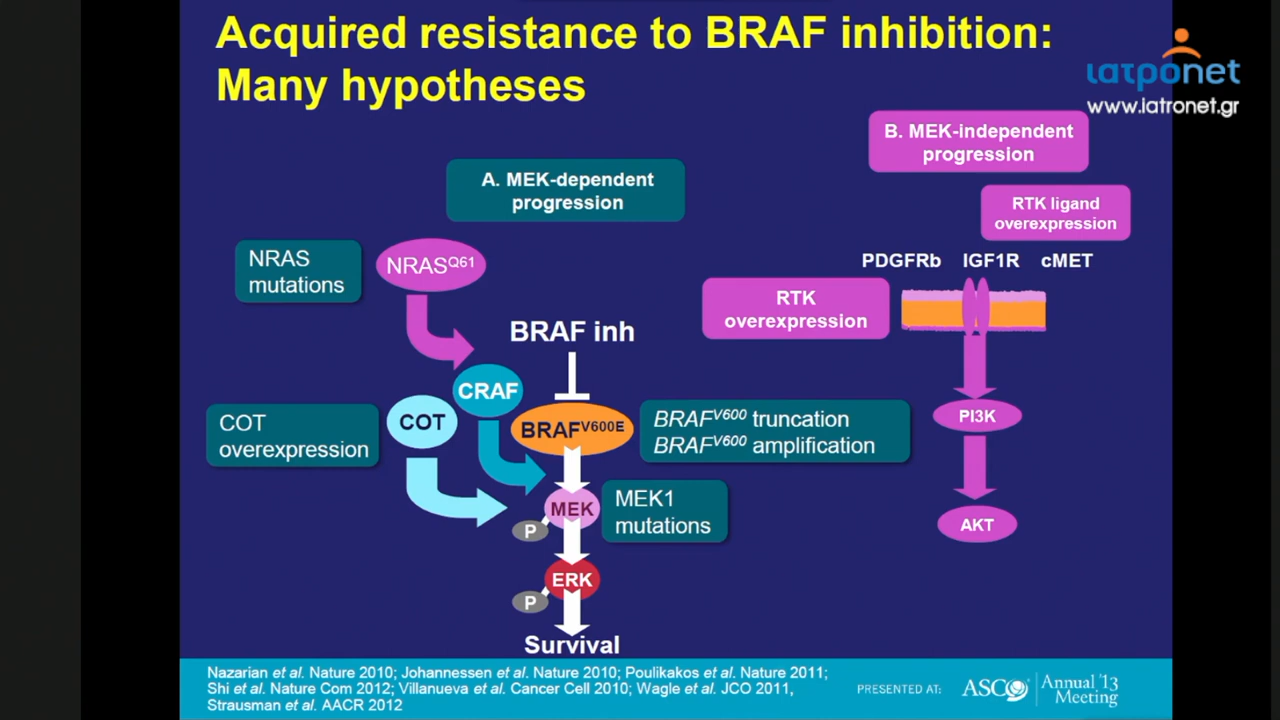 Acquired resistance to BRAF inhibition:
Many hypotheses
ιατρόnet
www.iatronet.gr
A. MEK-dependent
progression
B. MEK-independent
progression
RTK ligand
overexpression
NRAS
mutations
NRASQ61
PDGFRb IGF1R cMET
RTK
overexpression
BRAF inh
CRAF
COT
overexpression
COT
BRAFV600E
BRAFV600 truncation
BRAFV600 amplification
PI3K
MEK
P
MEK1
mutations
AKT
ERK
P
Survival
Nazarian et al. Nature 2010; Johannessen et al. Nature 2010; Poulikakos et al. Nature 2011;
Shi et al. Nature Com 2012; Villanueva et al. Cancer Cell 2010; Wagle et al. JCO 2011,
Strausman et al. AACR 2012
PRESENTED AT:
ASCO
Annual '13
Meeting